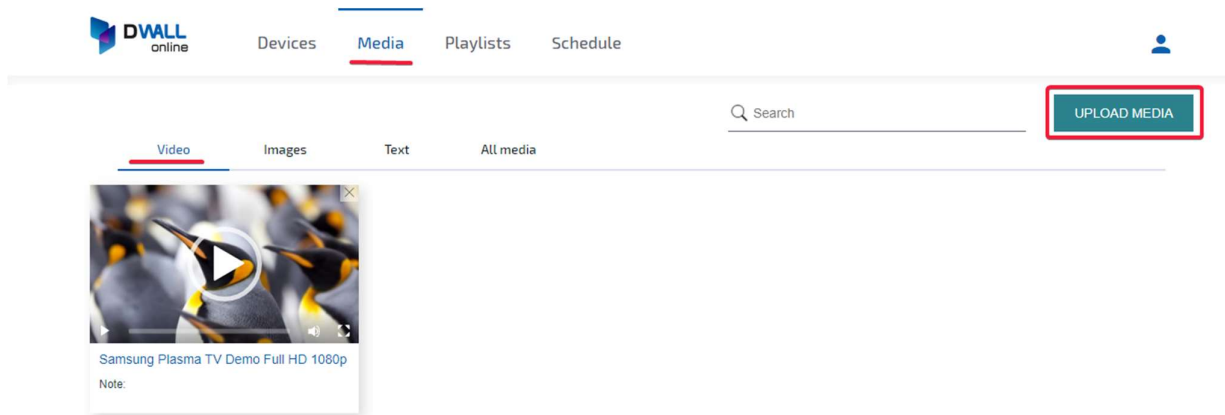 DWALL
online
Devices Media Playlists Schedule
Search
UPLOAD MEDIA
Video Images Text All media
Samsung Plasma TV Demo Full HD 1080p
Note: